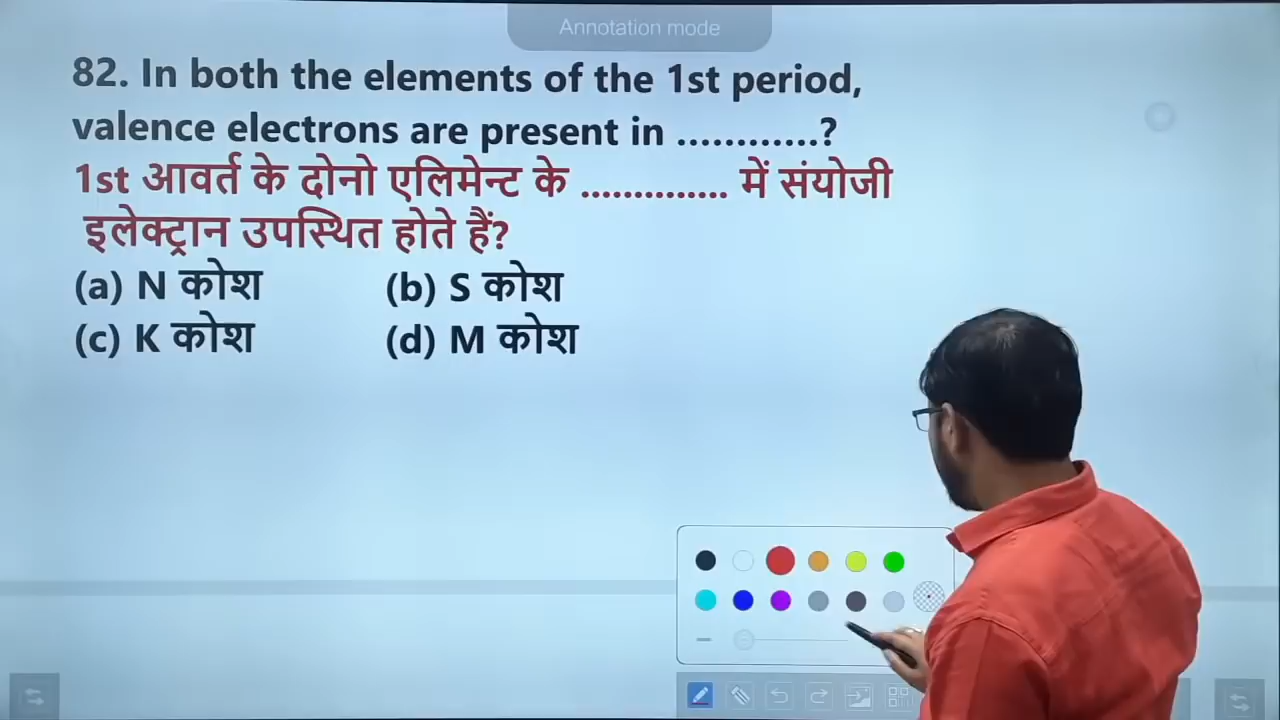 Annotation mode
82. In both the elements of the 1st period,
valence electrons are present in ............?
1st आवर्त के दोनो एलिमेन्ट के .............. में संयोजी
इलेक्ट्रान उपस्थित होते हैं?
(a) N कोश (b) S कोश
(c) K कोश (d) M कोश